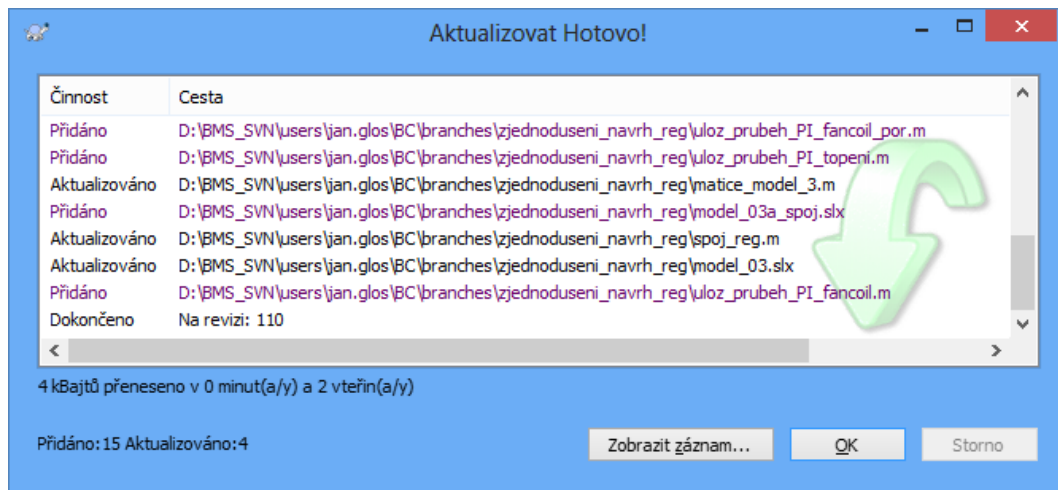 Aktualizovat Hotovo!
Činnost Cesta
Přidáno D:\BMS_SVN\users\jan.glos\BC\branches\zjednoduseni_navrh_reg\uloz_prubeh_PI_fancoil_por.m
Přidáno D:\BMS_SVN\users\jan.glos\BC\branches\zjednoduseni_navrh_reg\uloz_prubeh_PI_topeni.m
Aktualizováno D:\BMS_SVN\users\jan.glos\BC\branches\zjednoduseni_navrh_reg\matice_model_3.m
Přidáno D:\BMS_SVN\users\jan.glos\BC\branches\zjednoduseni_navrh_reg\model_03a_spoj.slx
Aktualizováno D:\BMS_SVN\users\jan.glos\BC\branches\zjednoduseni_navrh_reg\spoj_reg.m
Aktualizováno D:\BMS_SVN\users\jan.glos\BC\branches\zjednoduseni_navrh_reg\model_03.slx
Přidáno D:\BMS_SVN\users\jan.glos\BC\branches\zjednoduseni_navrh_reg\uloz_prubeh_PI_fancoil.m
Dokončeno Na revizi: 110
4 kBajtů přeneseno v 0 minut(a/y) a 2 vteřin(a/y)
Přidáno:15 Aktualizováno:4 Zobrazit záznam... OK Storno